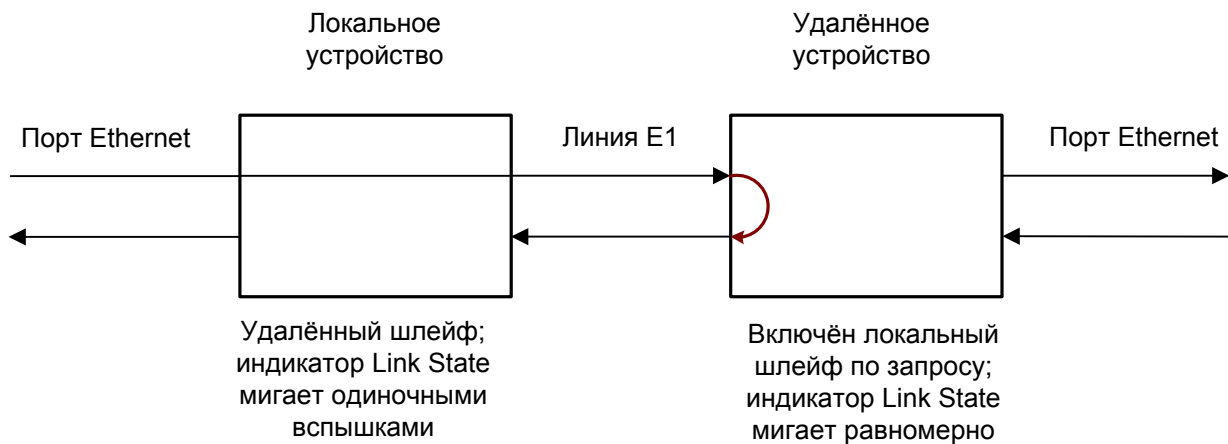 Локальное
устройство
Удалённое
устройство
Порт Ethernet
Линия E1
Порт Ethernet
Удалённый шлейф;
индикатор Link State
мигает одиночными
вспышками
Включён локальный
шлейф по запросу;
индикатор Link State
мигает равномерно